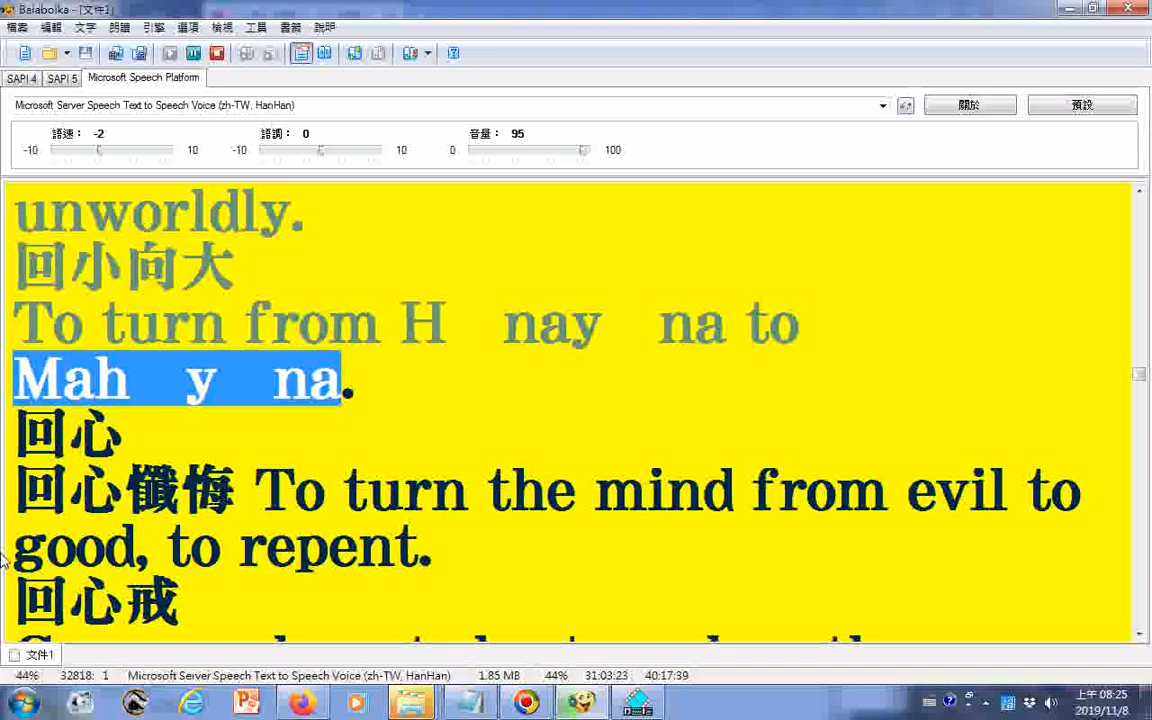 Balabolka - [文件1]
檔案 編輯 文字 朗讀 引擎 選項 檢視 工具 書籤 說明
SAPI 4 SAPI 5 Microsoft Speech Platform
Microsoft Server Speech Text to Speech Voice (zh-TW, HanHan) 關於 預設
語速： -2 語調： 0 音量： 95
-10 10 -10 10 0 100
unworldly.
回小向大
To turn from H nay na to
Mah y na.
回心
回心懺悔 To turn the mind from evil to
good, to repent.
回心戒
文件1
44% 32818: 1 Microsoft Server Speech Text to Speech Voice (zh-TW, HanHan) 1.85 MB 44% 31:03:23 40:17:39
上午 08:25
2019/11/8